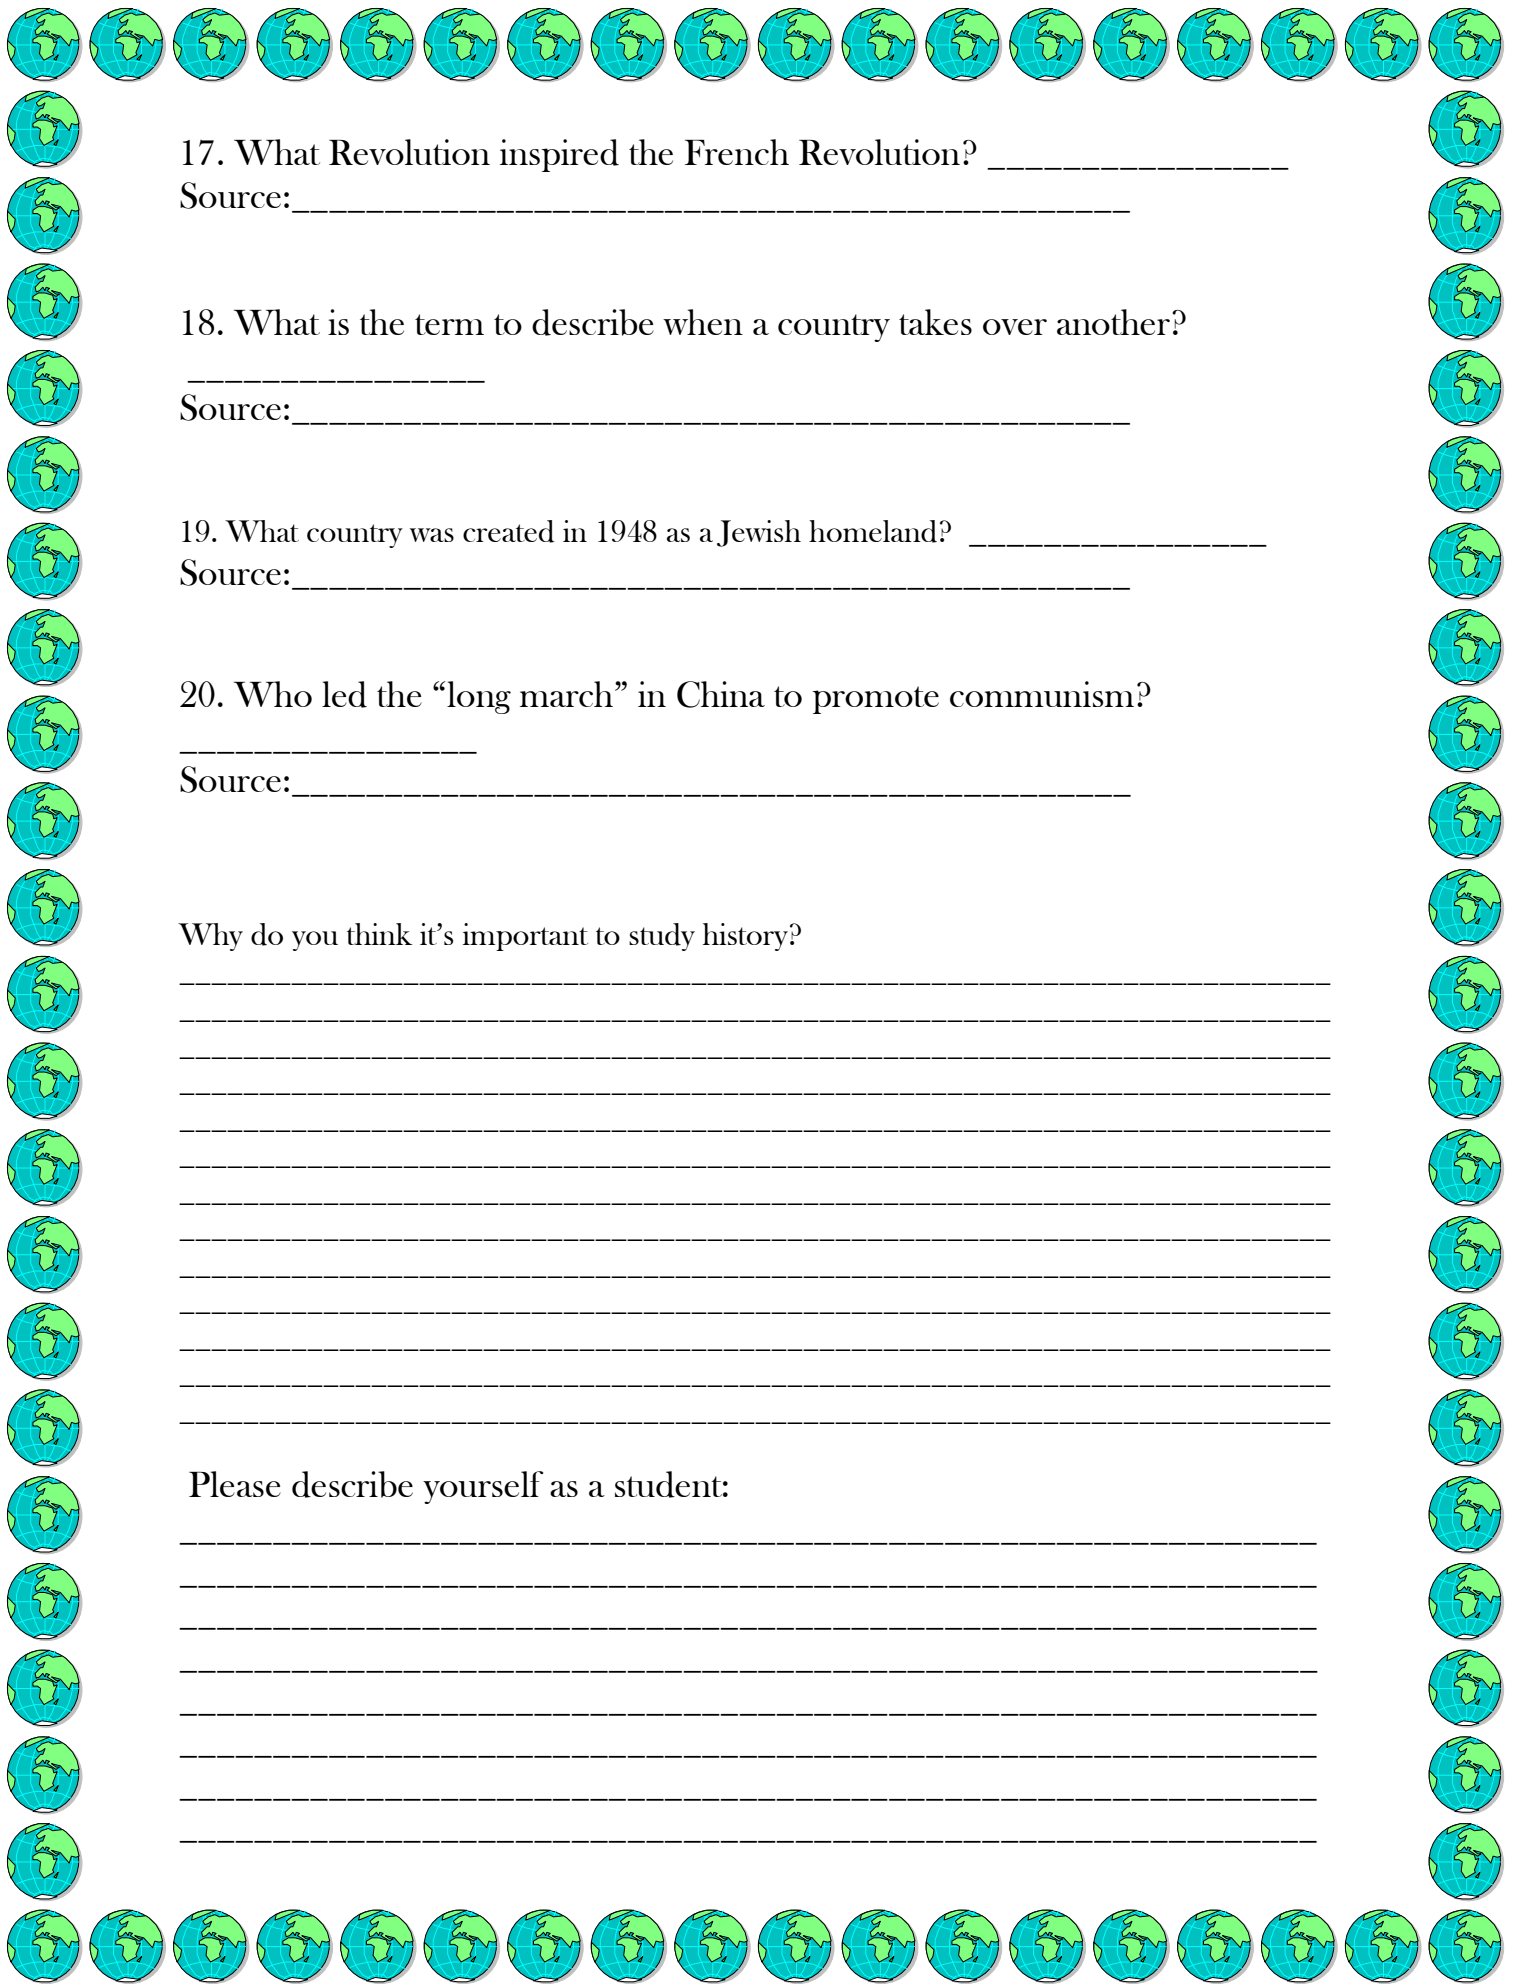 17. What Revolution inspired the French Revolution? ________________
Source:_____________________________________________
18. What is the term to describe when a country takes over another?
________________
Source:_____________________________________________
19. What country was created in 1948 as a Jewish homeland? ________________
Source:_____________________________________________
20. Who led the “long march” in China to promote communism?
________________
Source:_____________________________________________
Why do you think it’s important to study history?
Please describe yourself as a student: